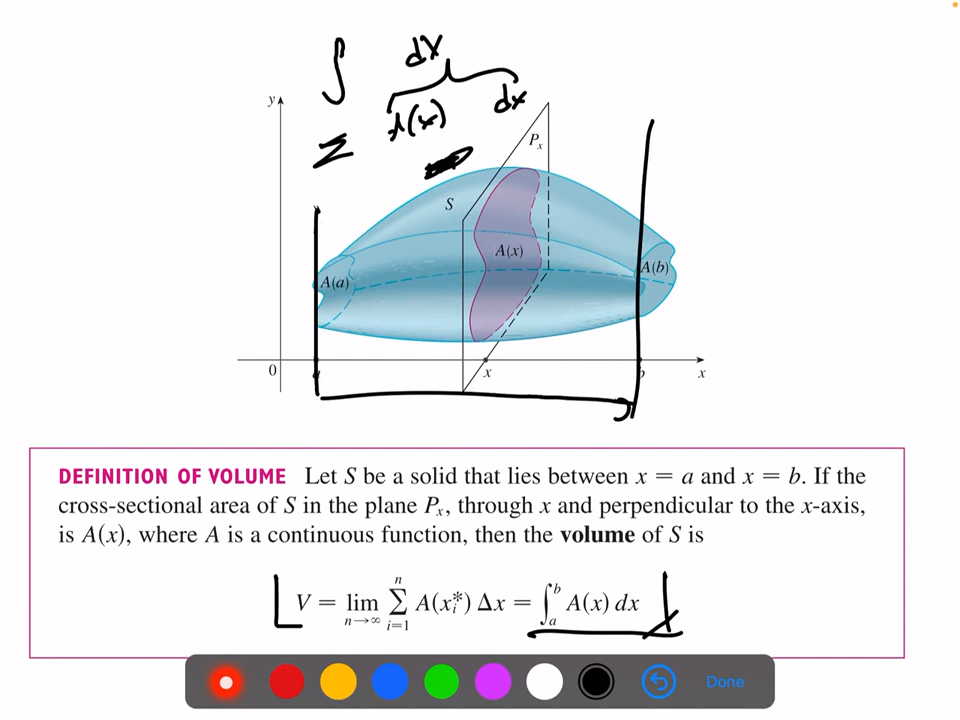 ∫ dx
Σ A(x) dx
y
P_x
S
A(x)
A(a)
A(b)
0
x
x
DEFINITION OF VOLUME Let S be a solid that lies between x = a and x = b. If the
cross-sectional area of S in the plane P_x, through x and perpendicular to the x-axis,
is A(x), where A is a continuous function, then the volume of S is
V = lim_{n→∞} ∑_{i=1}^{n} A(x_i^*) Δx = ∫_a^b A(x) dx
Done